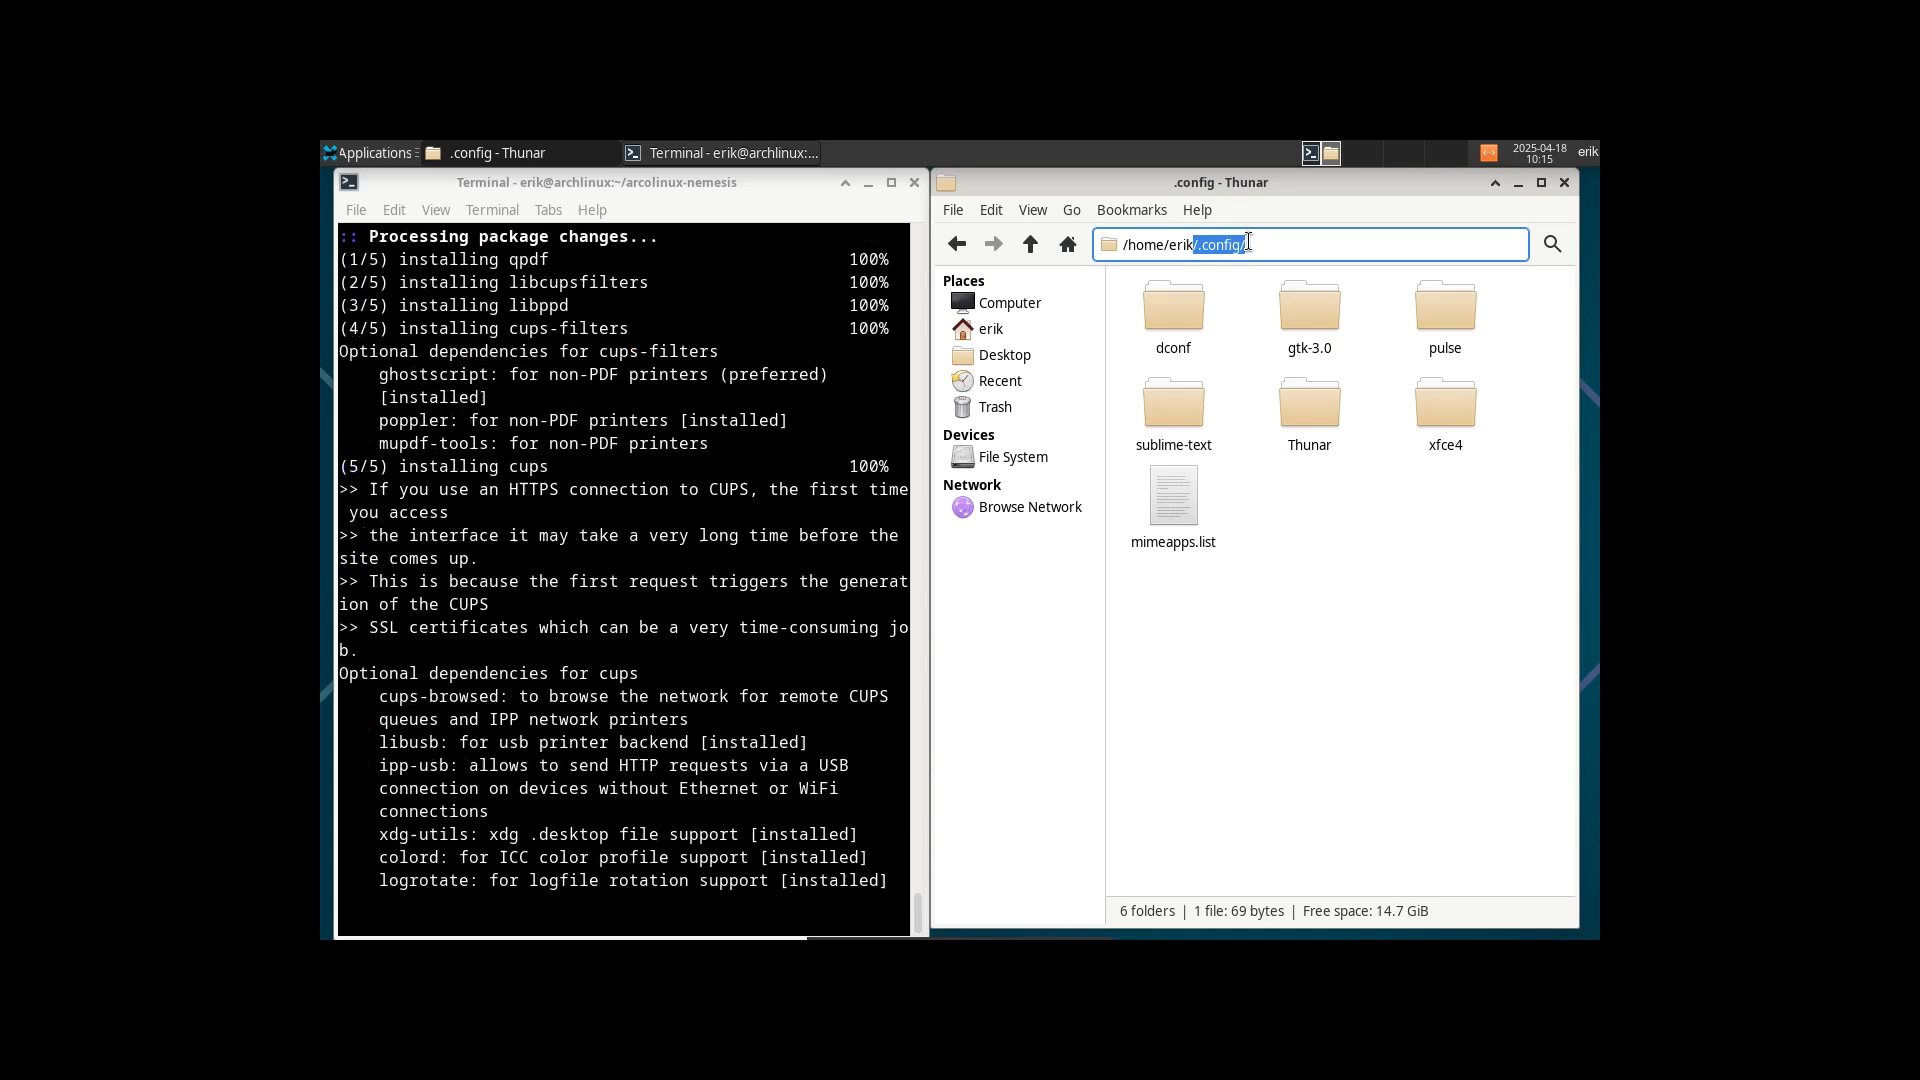 Applications
.config - Thunar
Terminal - erik@archlinux:...
2025-04-18
10:15
erik
Terminal - erik@archlinux:~/arcolinux-nemesis
File Edit View Terminal Tabs Help
:: Processing package changes...
(1/5) installing qpdf 100%
(2/5) installing libcupsfilters 100%
(3/5) installing libppd 100%
(4/5) installing cups-filters 100%
Optional dependencies for cups-filters
ghostscript: for non-PDF printers (preferred)
[installed]
poppler: for non-PDF printers [installed]
mupdf-tools: for non-PDF printers
(5/5) installing cups 100%
>> If you use an HTTPS connection to CUPS, the first time
you access
>> the interface it may take a very long time before the
site comes up.
>> This is because the first request triggers the generat
ion of the CUPS
>> SSL certificates which can be a very time-consuming jo
b.
Optional dependencies for cups
cups-browsed: to browse the network for remote CUPS
queues and IPP network printers
libusb: for usb printer backend [installed]
ipp-usb: allows to send HTTP requests via a USB
connection on devices without Ethernet or WiFi
connections
xdg-utils: xdg .desktop file support [installed]
colord: for ICC color profile support [installed]
logrotate: for logfile rotation support [installed]
.config - Thunar
File Edit View Go Bookmarks Help
/home/erik/.config/
Places
Computer
erik
Desktop
Recent
Trash
Devices
File System
Network
Browse Network
dconf gtk-3.0 pulse
sublime-text Thunar xfce4
mimeapps.list
6 folders | 1 file: 69 bytes | Free space: 14.7 GiB